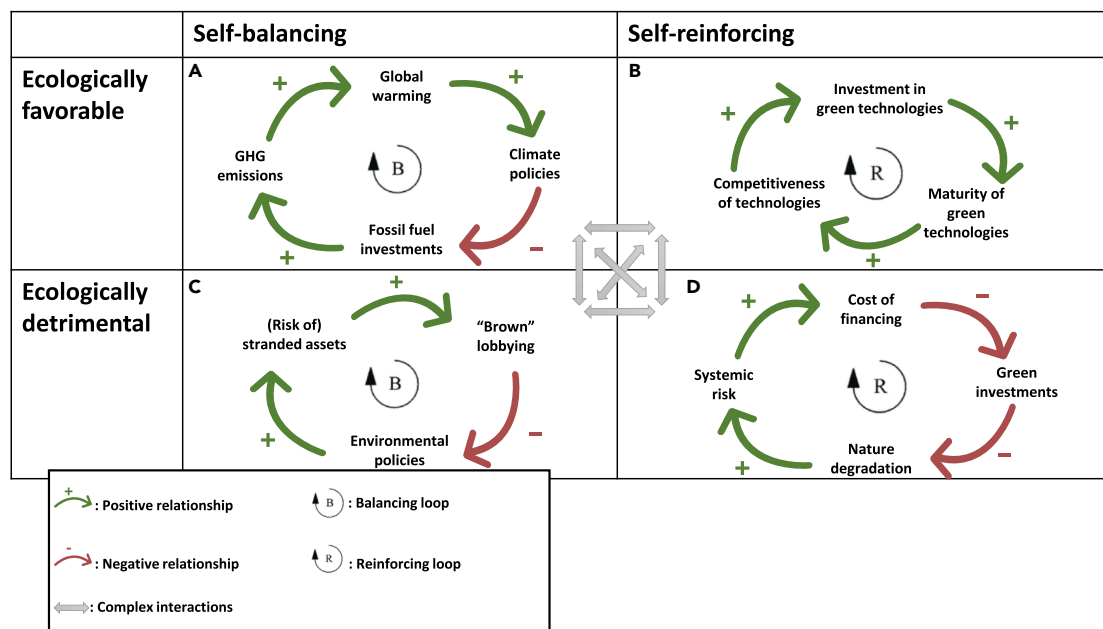 Self-balancing
Self-reinforcing
Ecologically
favorable
A
+
Global
warming
+
GHG
emissions
B
Climate
policies
Fossil fuel
investments
+
−
B
Investment in
green technologies
+
+
R
Competitiveness
of technologies
Maturity of
green
technologies
+
Ecologically
detrimental
C
+
(Risk of)
stranded assets
"Brown"
lobbying
B
+
Environmental
policies
−
D
+
Cost of
financing
−
Systemic
risk
R
Green
investments
Nature
degradation
+
−
+
: Positive relationship
B
: Balancing loop
-
: Negative relationship
R
: Reinforcing loop
: Complex interactions